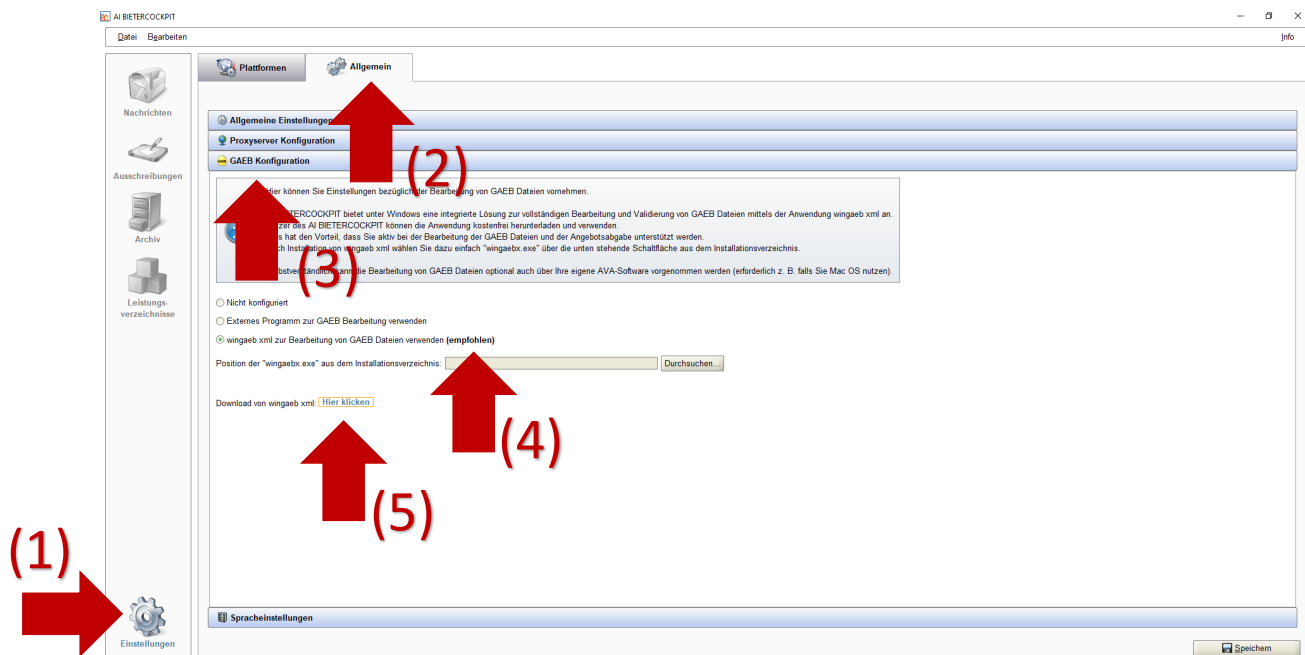 AI BIETERCOCKPIT
Datei Bearbeiten Info
Plattformen Allgemein
Nachrichten
Ausschreibungen
Archiv
Leistungs-
verzeichnisse
Einstellungen
Allgemeine Einstellungen
(2)
Proxyserver Konfiguration
GAEB Konfiguration
Hier können Sie Einstellungen bezüglich der Bearbeitung von GAEB Dateien vornehmen.
BIETERCOCKPIT bietet unter Windows eine integrierte Lösung zur vollständigen Bearbeitung und Validierung von GAEB Dateien mittels der Anwendung wingaeb xml an.
des AI BIETERCOCKPIT können die Anwendung kostenfrei herunterladen und verwenden.
hat den Vorteil, dass Sie aktiv bei der Bearbeitung der GAEB Dateien und der Angebotsabgabe unterstützt werden.
Installation von wingaeb xml wählen Sie dazu einfach "wingaebx.exe" über die unten stehende Schaltfläche aus dem Installationsverzeichnis.
kann die Bearbeitung von GAEB Dateien optional auch über Ihre eigene AVA-Software vorgenommen werden (erforderlich z. B. falls Sie Mac OS nutzen).
(3)
Nicht konfiguriert
Externes Programm zur GAEB Bearbeitung verwenden
wingaeb xml zur Bearbeitung von GAEB Dateien verwenden (empfohlen)
Position der "wingaebx.exe" aus dem Installationsverzeichnis: Durchsuchen...
(4)
Download von wingaeb xml: Hier klicken
(5)
(1)
Spracheinstellungen
Speichern